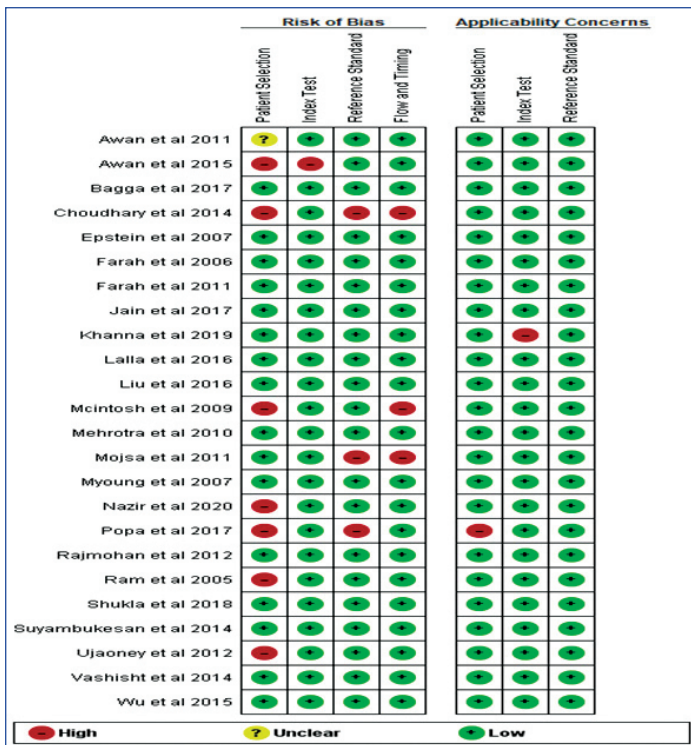 Risk of Bias Applicability Concerns
Patient Selection Index Test Reference Standard Flow and Timing Patient Selection Index Test Reference Standard
Awan et al 2011 ? + + + + + +
Awan et al 2015 − − + + + + +
Bagga et al 2017 + + + + + + +
Choudhary et al 2014 − + − − + + +
Epstein et al 2007 + + + + + + +
Farah et al 2006 + + + + + + +
Farah et al 2011 + + + + + + +
Jain et al 2017 + + + + + + +
Khanna et al 2019 + + + + + − +
Lalla et al 2016 + + + + + + +
Liu et al 2016 + + + + + + +
Mcintosh et al 2009 − + + − + + +
Mehrotra et al 2010 + + + + + + +
Mojsa et al 2011 + + − − + + +
Myoung et al 2007 + + + + + + +
Nazir et al 2020 − + + + + + +
Popa et al 2017 − + − + − + +
Rajmohan et al 2012 + + + + + + +
Ram et al 2005 − + + + + + +
Shukla et al 2018 + + + + + + +
Suyambukesan et al 2014 + + + + + + +
Ujaoney et al 2012 − + + + + + +
Vashisht et al 2014 + + + + + + +
Wu et al 2015 + + + + + + +
− High ? Unclear + Low